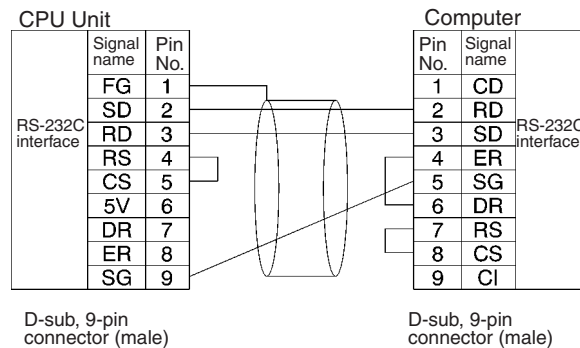 CPU Unit
Computer
Signal name Pin No.
Pin No. Signal name
RS-232C interface
RS-232C interface
FG 1
1 CD
SD 2
2 RD
RD 3
3 SD
RS 4
4 ER
CS 5
5 SG
5V 6
6 DR
DR 7
7 RS
ER 8
8 CS
SG 9
9 CI
D-sub, 9-pin
connector (male)
D-sub, 9-pin
connector (male)